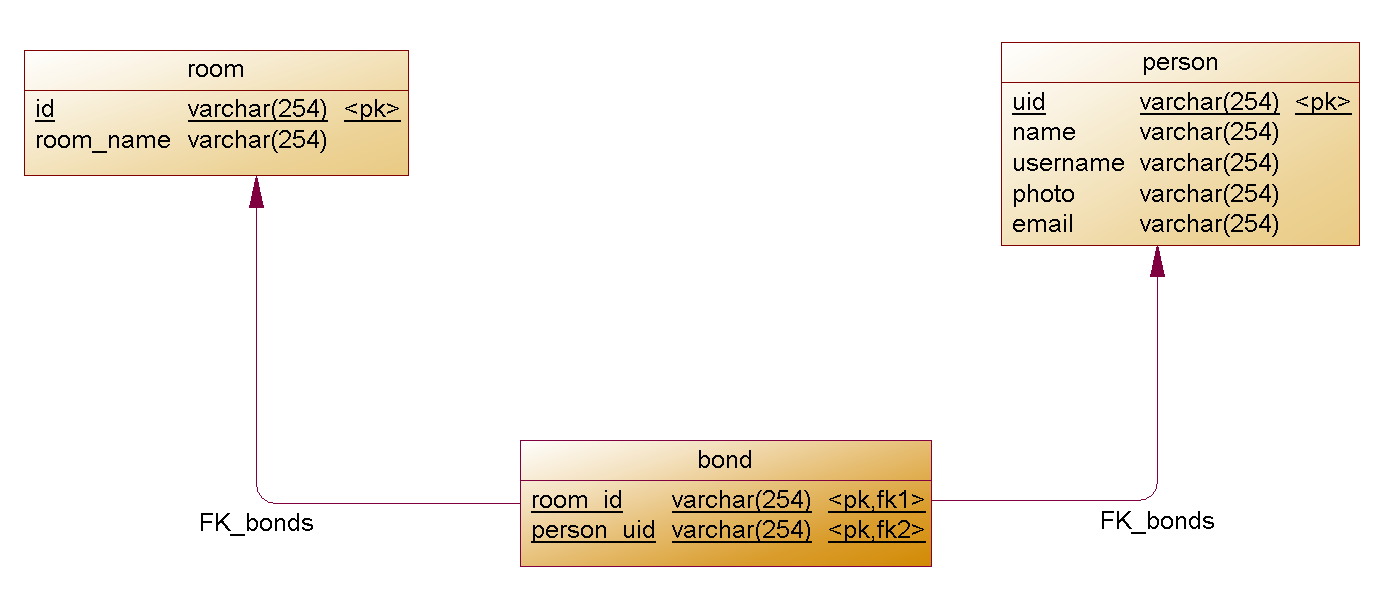 room
id varchar(254) <pk>
room_name varchar(254)
person
uid varchar(254) <pk>
name varchar(254)
username varchar(254)
photo varchar(254)
email varchar(254)
bond
room_id varchar(254) <pk,fk1>
person_uid varchar(254) <pk,fk2>
FK_bonds
FK_bonds